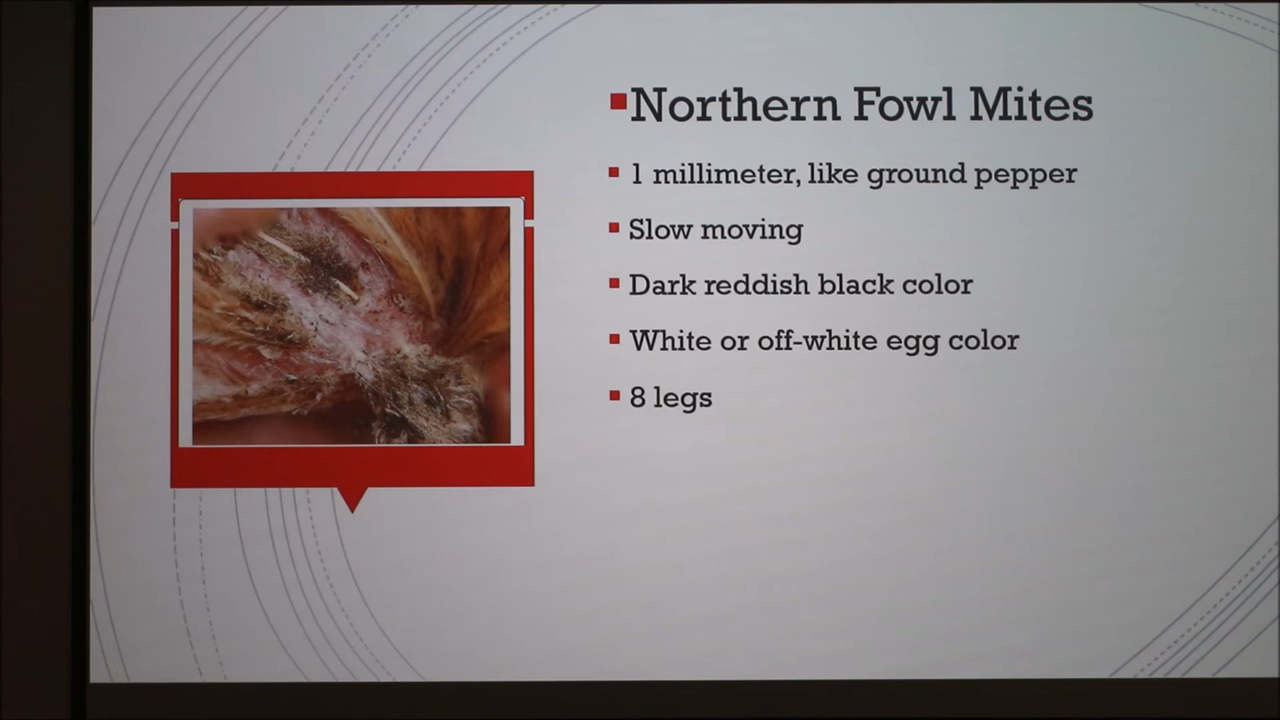 Northern Fowl Mites
1 millimeter, like ground pepper
Slow moving
Dark reddish black color
White or off-white egg color
8 legs